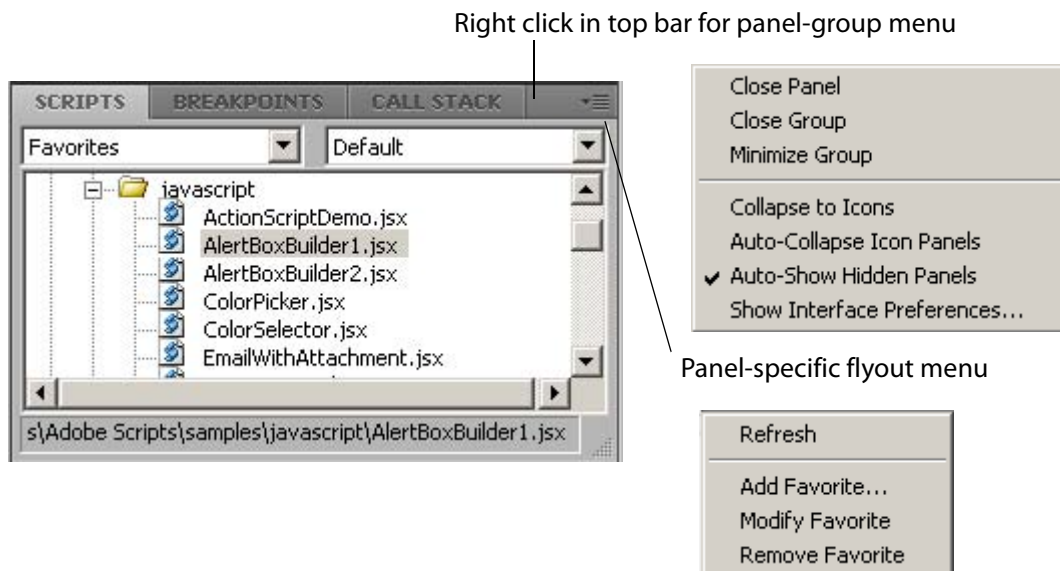 Right click in top bar for panel-group menu
SCRIPTS BREAKPOINTS CALL STACK
Favorites Default
javascript
ActionScriptDemo.jsx
AlertBoxBuilder1.jsx
AlertBoxBuilder2.jsx
ColorPicker.jsx
ColorSelector.jsx
EmailWithAttachment.jsx
s\Adobe Scripts\samples\javascript\AlertBoxBuilder1.jsx
Close Panel
Close Group
Minimize Group
Collapse to Icons
Auto-Collapse Icon Panels
Auto-Show Hidden Panels
Show Interface Preferences...
Panel-specific flyout menu
Refresh
Add Favorite...
Modify Favorite
Remove Favorite